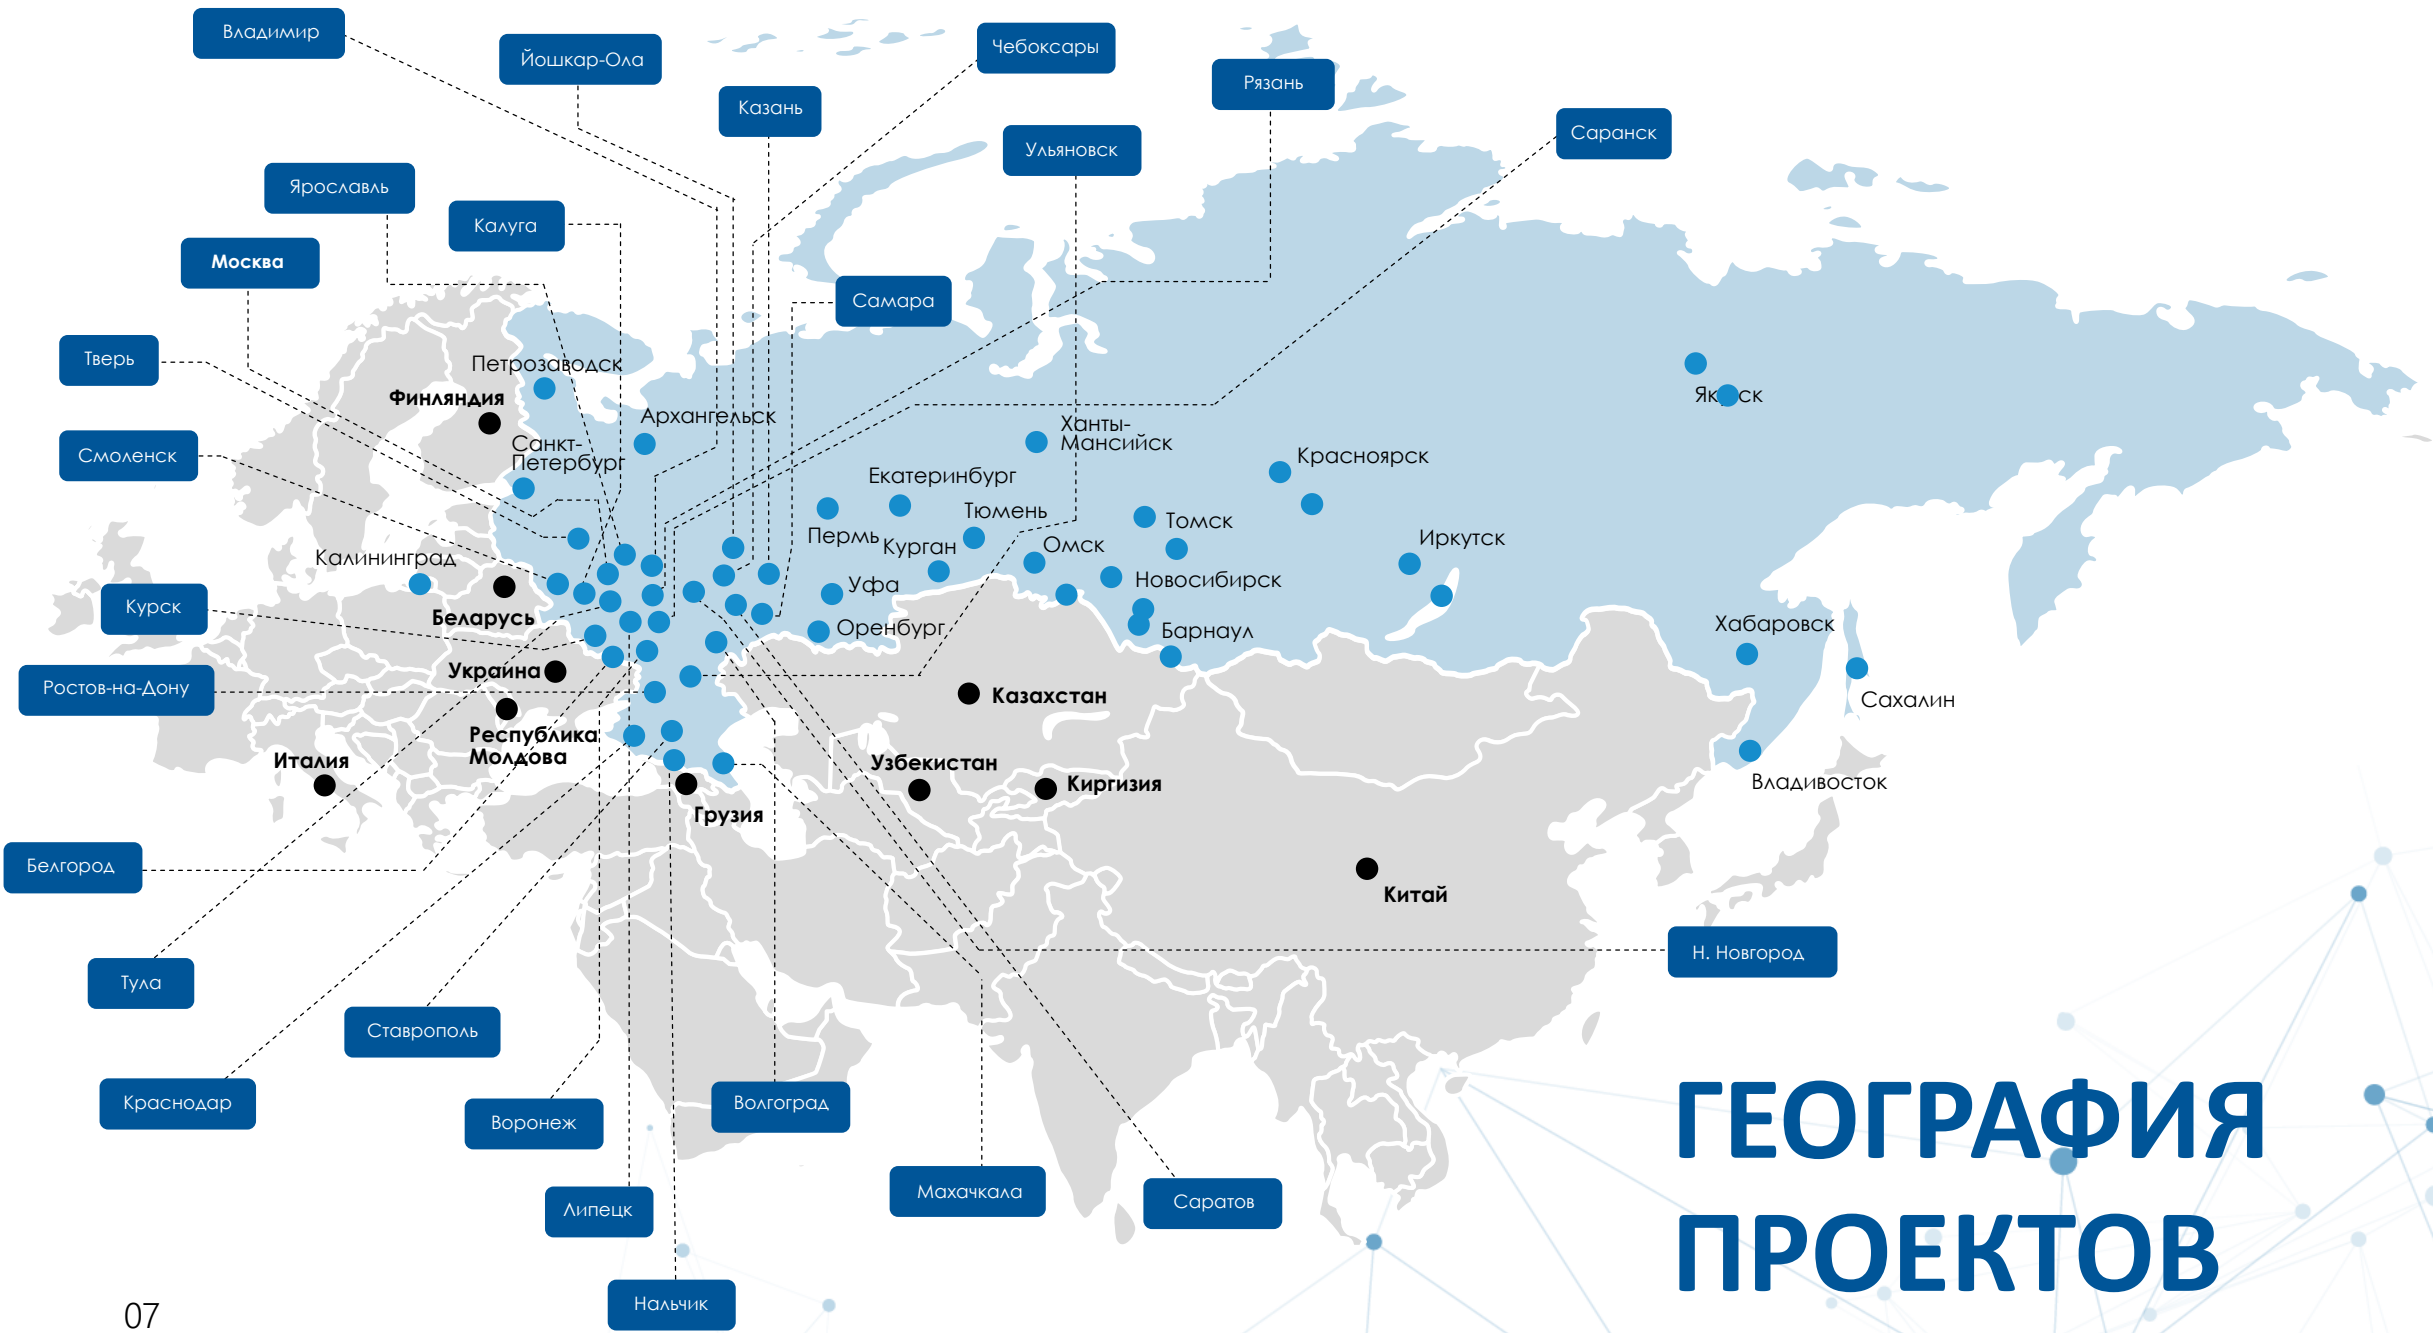 Владимир
Йошкар-Ола
Чебоксары
Казань
Рязань
Саранск
Ульяновск
Ярославль
Калуга
Москва
Самара
Тверь
Петрозаводск
Финляндия
Архангельск
Санкт-
Петербург
Ханты-
Мансийск
Якутск
Смоленск
Красноярск
Екатеринбург
Тюмень
Томск
Пермь
Курган
Омск
Иркутск
Калининград
Уфа
Новосибирск
Курск
Беларусь
Оренбург
Барнаул
Хабаровск
Украина
Ростов-на-Дону
Казахстан
Сахалин
Республика
Молдова
Италия
Узбекистан
Киргизия
Владивосток
Грузия
Белгород
Китай
Н. Новгород
Тула
Ставрополь
Краснодар
Воронеж
Волгоград
Липецк
Махачкала
Саратов
Нальчик
ГЕОГРАФИЯ
ПРОЕКТОВ
07